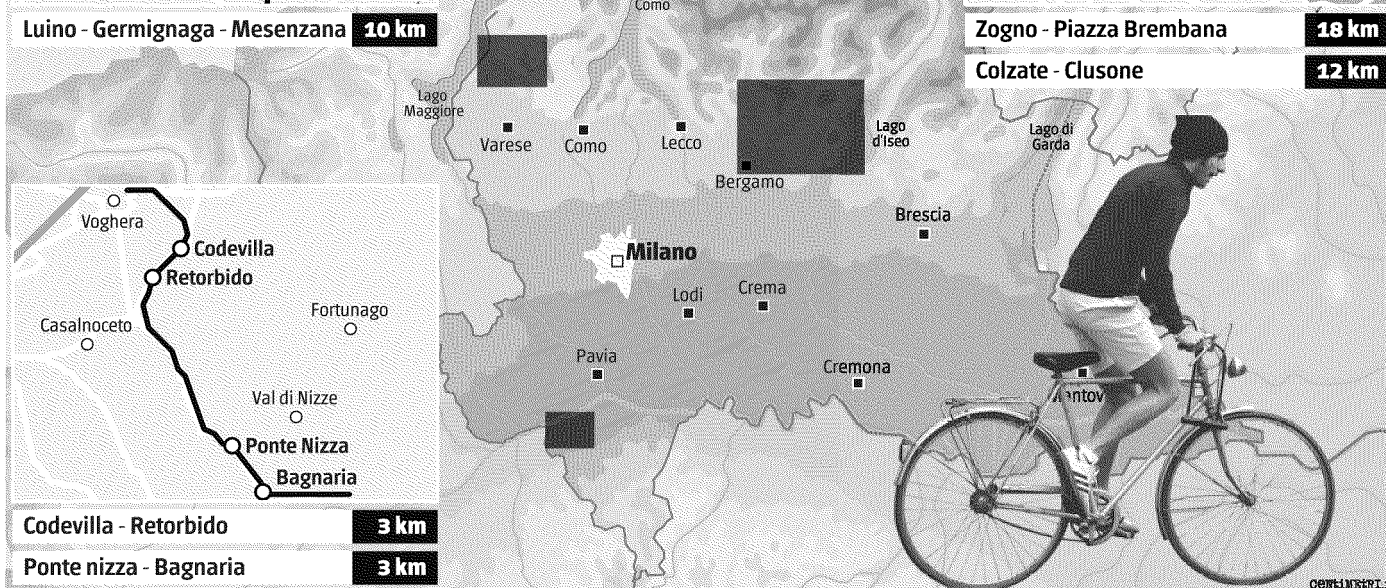 Como
Luino - Germignaga - Mesenzana 10 km
Zogno - Piazza Brembana 18 km
Colzate - Clusone 12 km
Lago
Maggiore
Varese
Como
Lecco
Bergamo
Lago
d'Iseo
Lago di
Garda
Brescia
Milano
Lodi
Crema
Pavia
Cremona
antov
Voghera
Codevilla
Retorbido
Fortunago
Casalnoceto
Val di Nizze
Ponte Nizza
Bagnaria
Codevilla - Retorbido 3 km
Ponte nizza - Bagnaria 3 km
CENTIMETRI